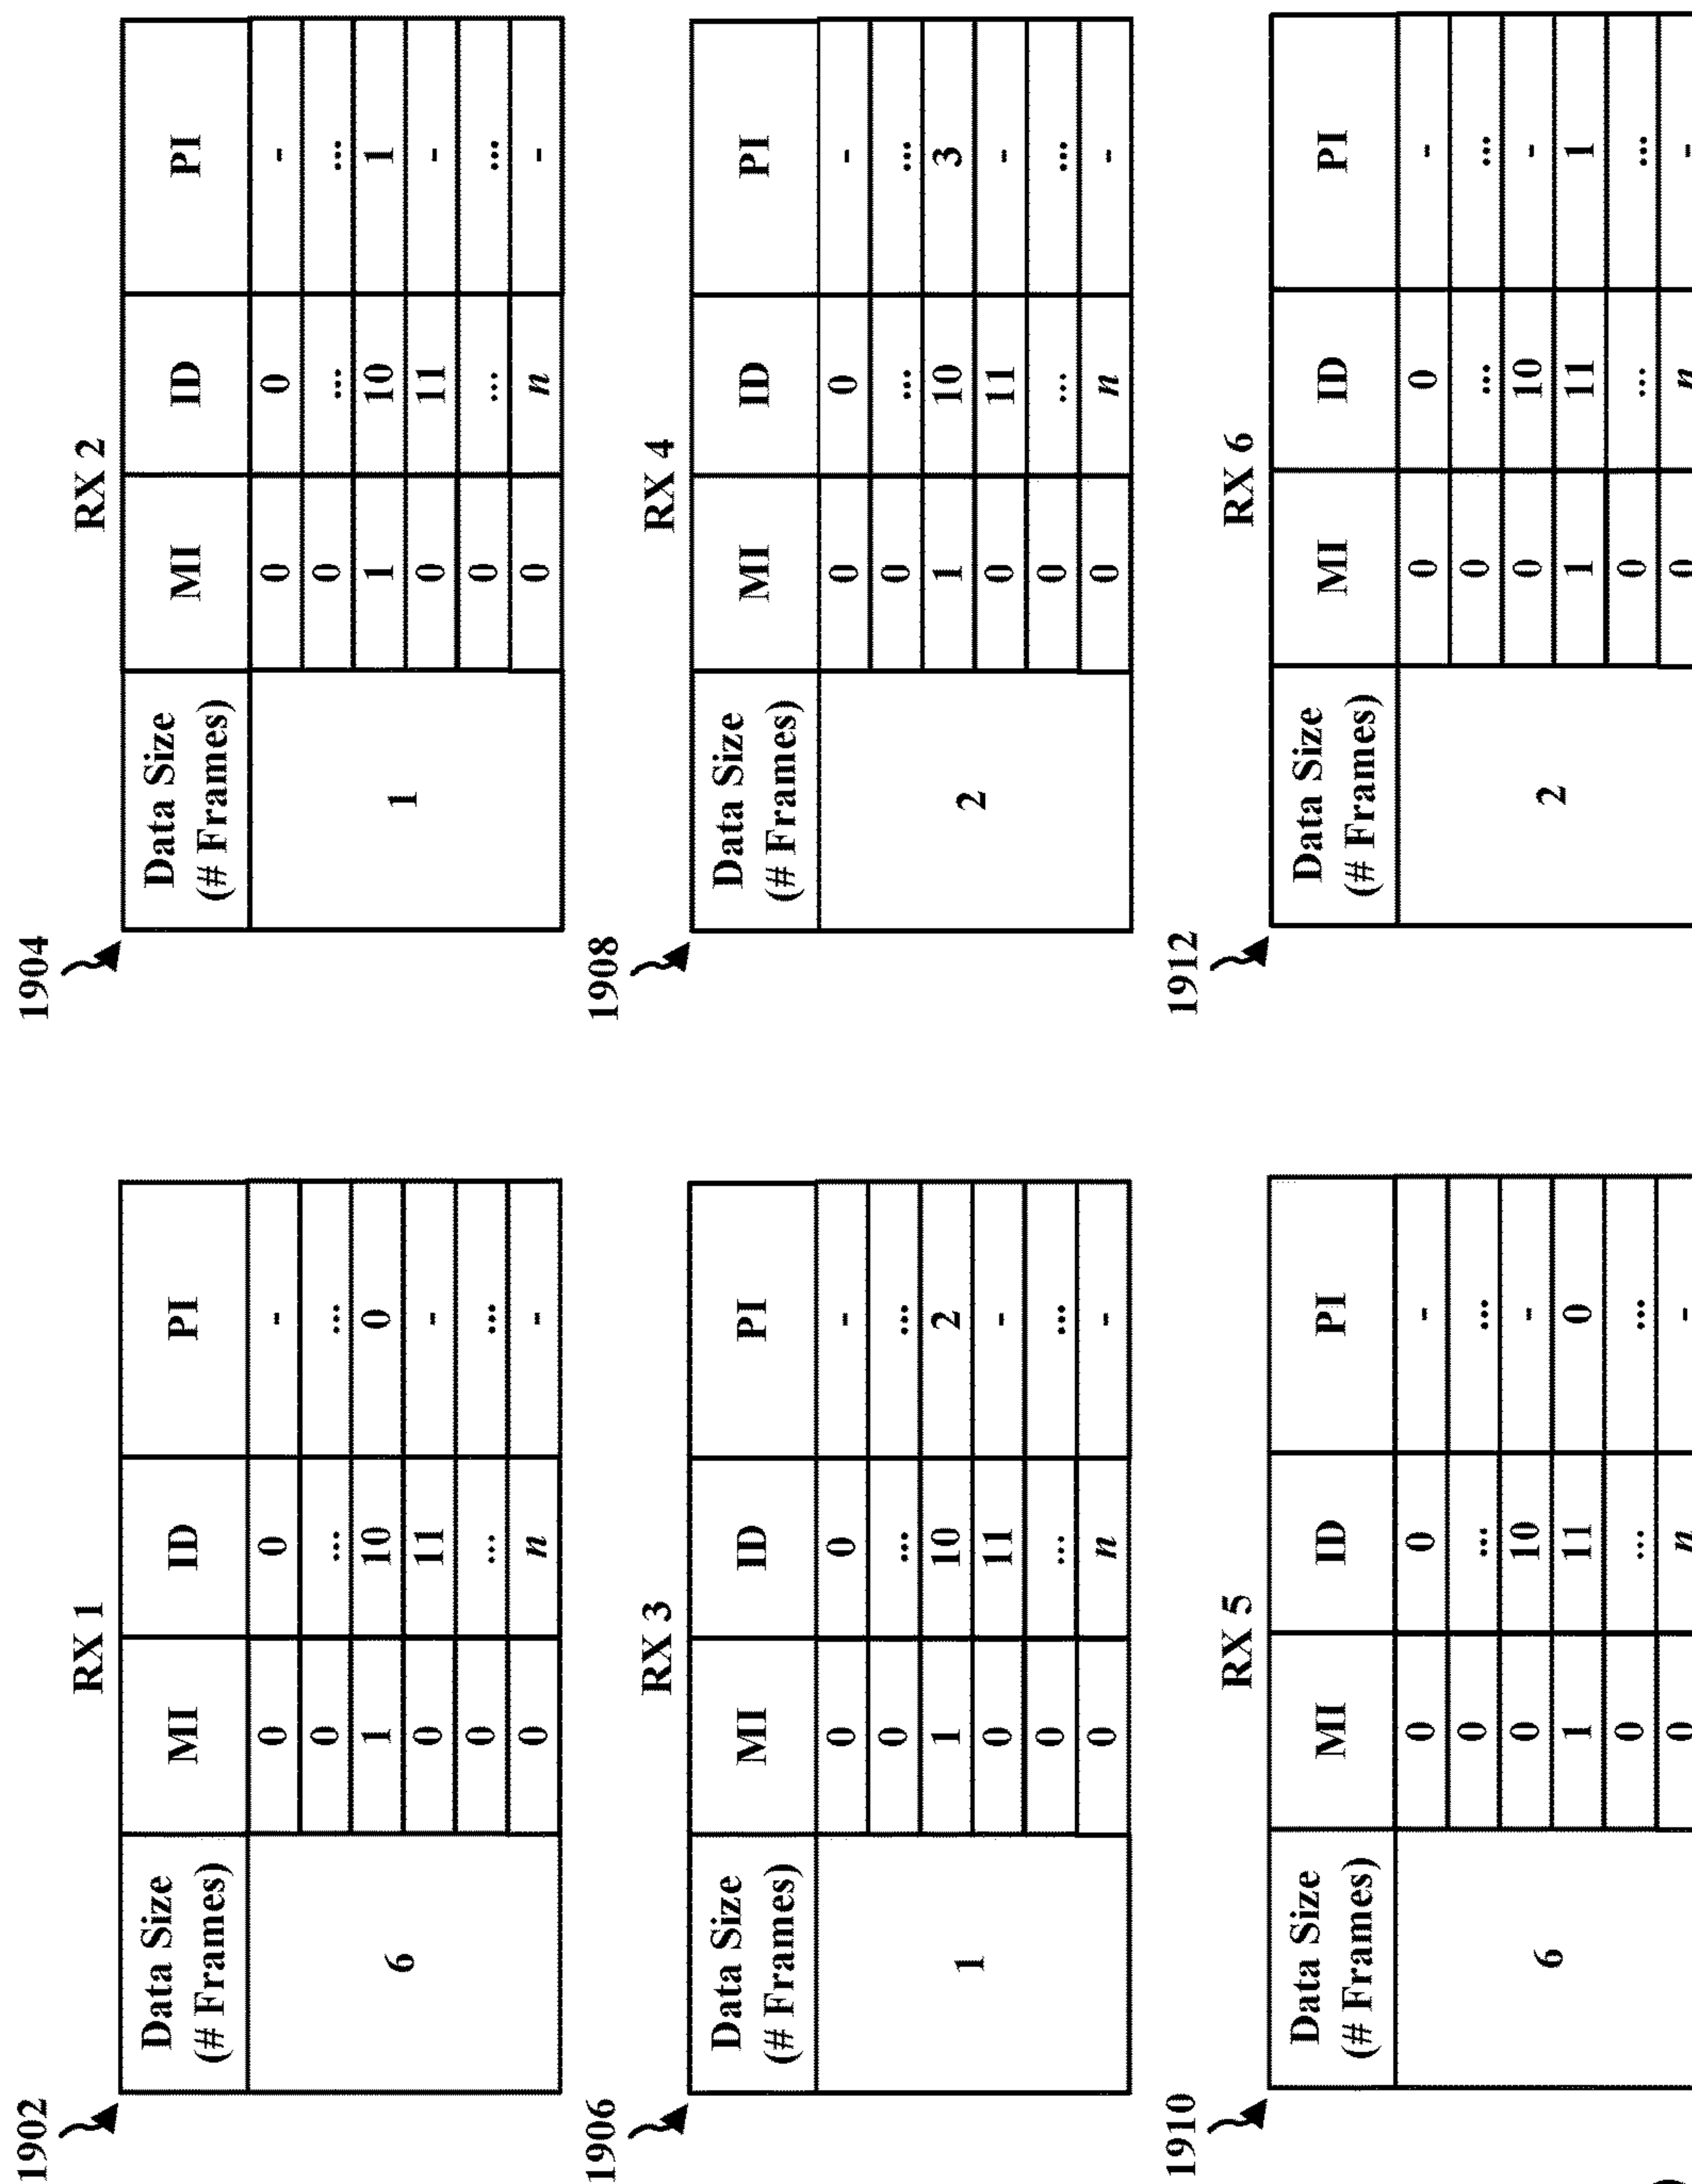 1902
RX 1
Data Size MI ID PI
(# Frames)
6
0 0 -
0 ... ...
1 10 0
0 11 -
0 ... ...
0 n -
1904
RX 2
Data Size MI ID PI
(# Frames)
1
0 0 -
0 ... ...
1 10 1
0 11 -
0 ... ...
0 n -
1906
RX 3
Data Size MI ID PI
(# Frames)
1
0 0 -
0 ... ...
1 10 2
0 11 -
0 ... ...
0 n -
1908
RX 4
Data Size MI ID PI
(# Frames)
2
0 0 -
0 ... ...
1 10 3
0 11 -
0 ... ...
0 n -
1910
RX 5
Data Size MI ID PI
(# Frames)
6
0 0 -
0 ... ...
0 10 -
1 11 0
0 ... ...
0 n -
1912
RX 6
Data Size MI ID PI
(# Frames)
2
0 0 -
0 ... ...
0 10 -
1 11 1
0 ... ...
0 n -